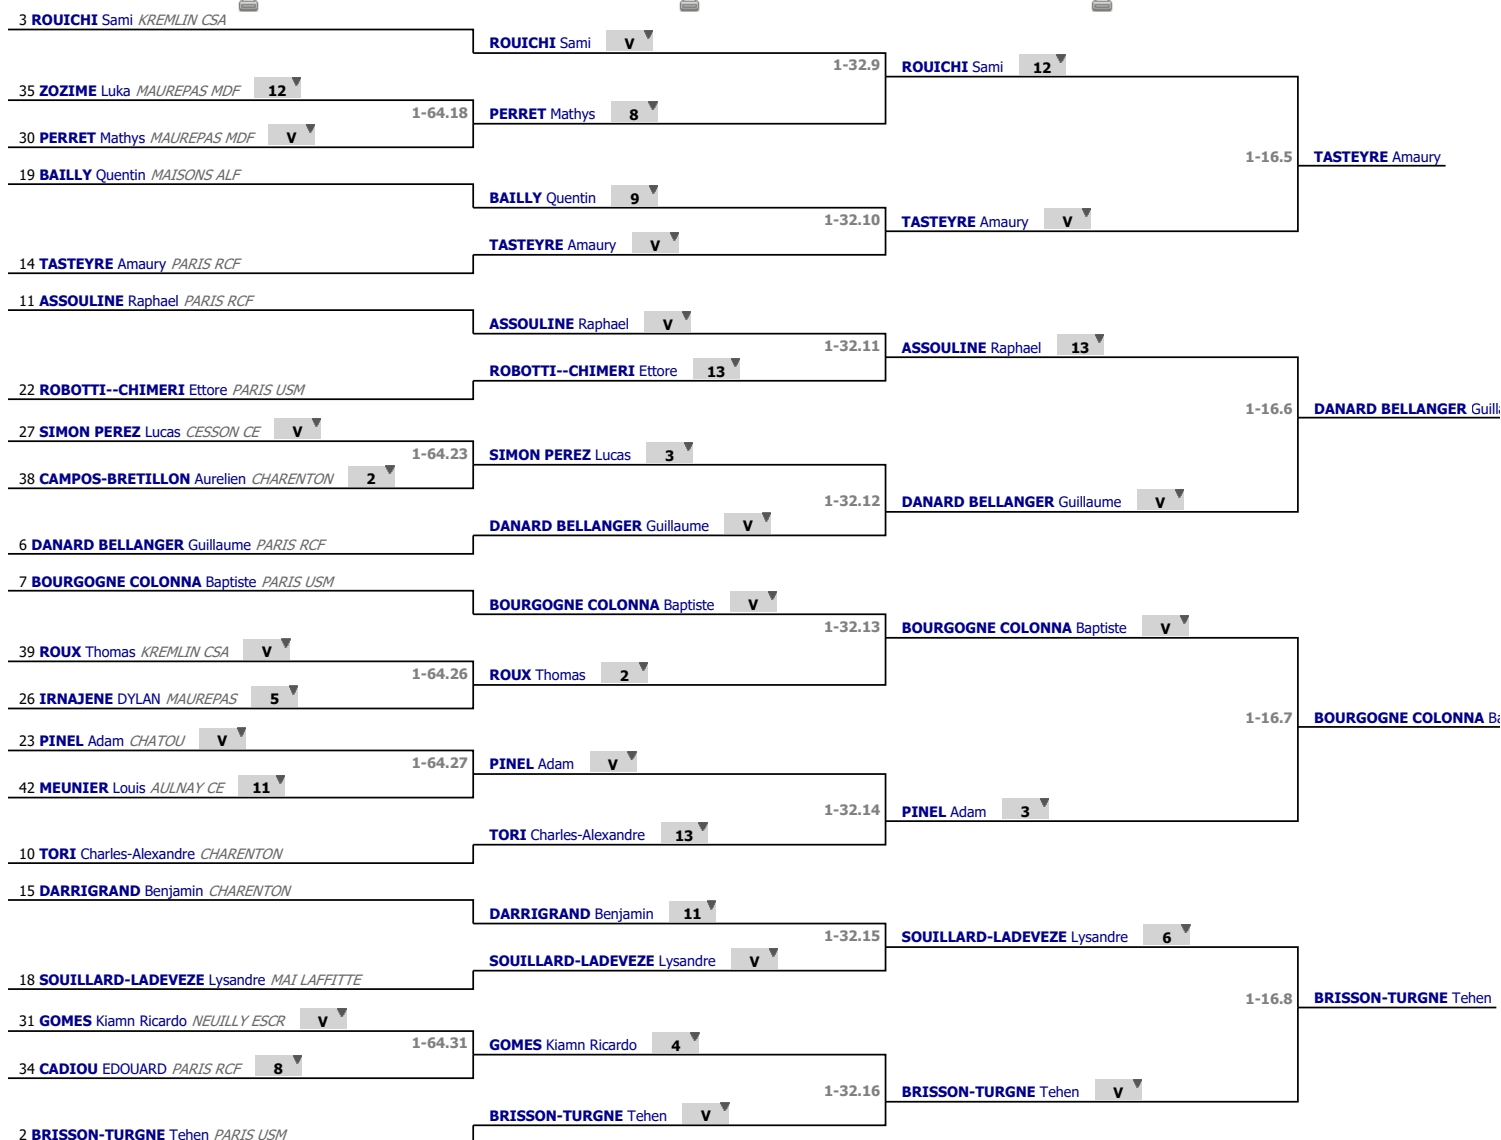 3 ROUICHI Sami KREMLIN CSA
35 ZOZIME Luka MAUREPAS MDF 12
1-64.18
30 PERRET Mathys MAUREPAS MDF V
19 BAILLY Quentin MAISONS ALF
14 TASTEYRE Amaury PARIS RCF
11 ASSOULINE Raphael PARIS RCF
22 ROBOTTI--CHIMERI Ettore PARIS USM
27 SIMON PEREZ Lucas CESSON CE V
1-64.23
38 CAMPOS-BRETILLON Aurelien CHARENTON 2
6 DANARD BELLANGER Guillaume PARIS RCF
7 BOURGOGNE COLONNA Baptiste PARIS USM
39 ROUX Thomas KREMLIN CSA V
1-64.26
26 IRNAJENE DYLAN MAUREPAS 5
23 PINEL Adam CHATOU V
1-64.27
42 MEUNIER Louis AULNAY CE 11
10 TORI Charles-Alexandre CHARENTON
15 DARRIGRAND Benjamin CHARENTON
18 SOUILLARD-LADEVEZE Lysandre MAI LAFFITTE
31 GOMES Kiamn Ricardo NEUILLY ESCR V
1-64.31
34 CADIOU EDOUARD PARIS RCF 8
2 BRISSON-TURGNE Tehen PARIS USM
ROUICHI Sami V
1-32.9
PERRET Mathys 8
BAILLY Quentin 9
1-32.10
TASTEYRE Amaury V
ASSOULINE Raphael V
1-32.11
ROBOTTI--CHIMERI Ettore 13
SIMON PEREZ Lucas 3
1-32.12
DANARD BELLANGER Guillaume V
BOURGOGNE COLONNA Baptiste V
1-32.13
ROUX Thomas 2
PINEL Adam V
1-32.14
TORI Charles-Alexandre 13
DARRIGRAND Benjamin 11
1-32.15
SOUILLARD-LADEVEZE Lysandre V
GOMES Kiamn Ricardo 4
1-32.16
BRISSON-TURGNE Tehen V
ROUICHI Sami 12
1-16.5
TASTEYRE Amaury V
ASSOULINE Raphael 13
1-16.6
DANARD BELLANGER Guillaume V
BOURGOGNE COLONNA Baptiste V
1-16.7
PINEL Adam 3
SOUILLARD-LADEVEZE Lysandre 6
1-16.8
BRISSON-TURGNE Tehen V
TASTEYRE Amaury
DANARD BELLANGER Guill
BOURGOGNE COLONNA Ba
BRISSON-TURGNE Tehen